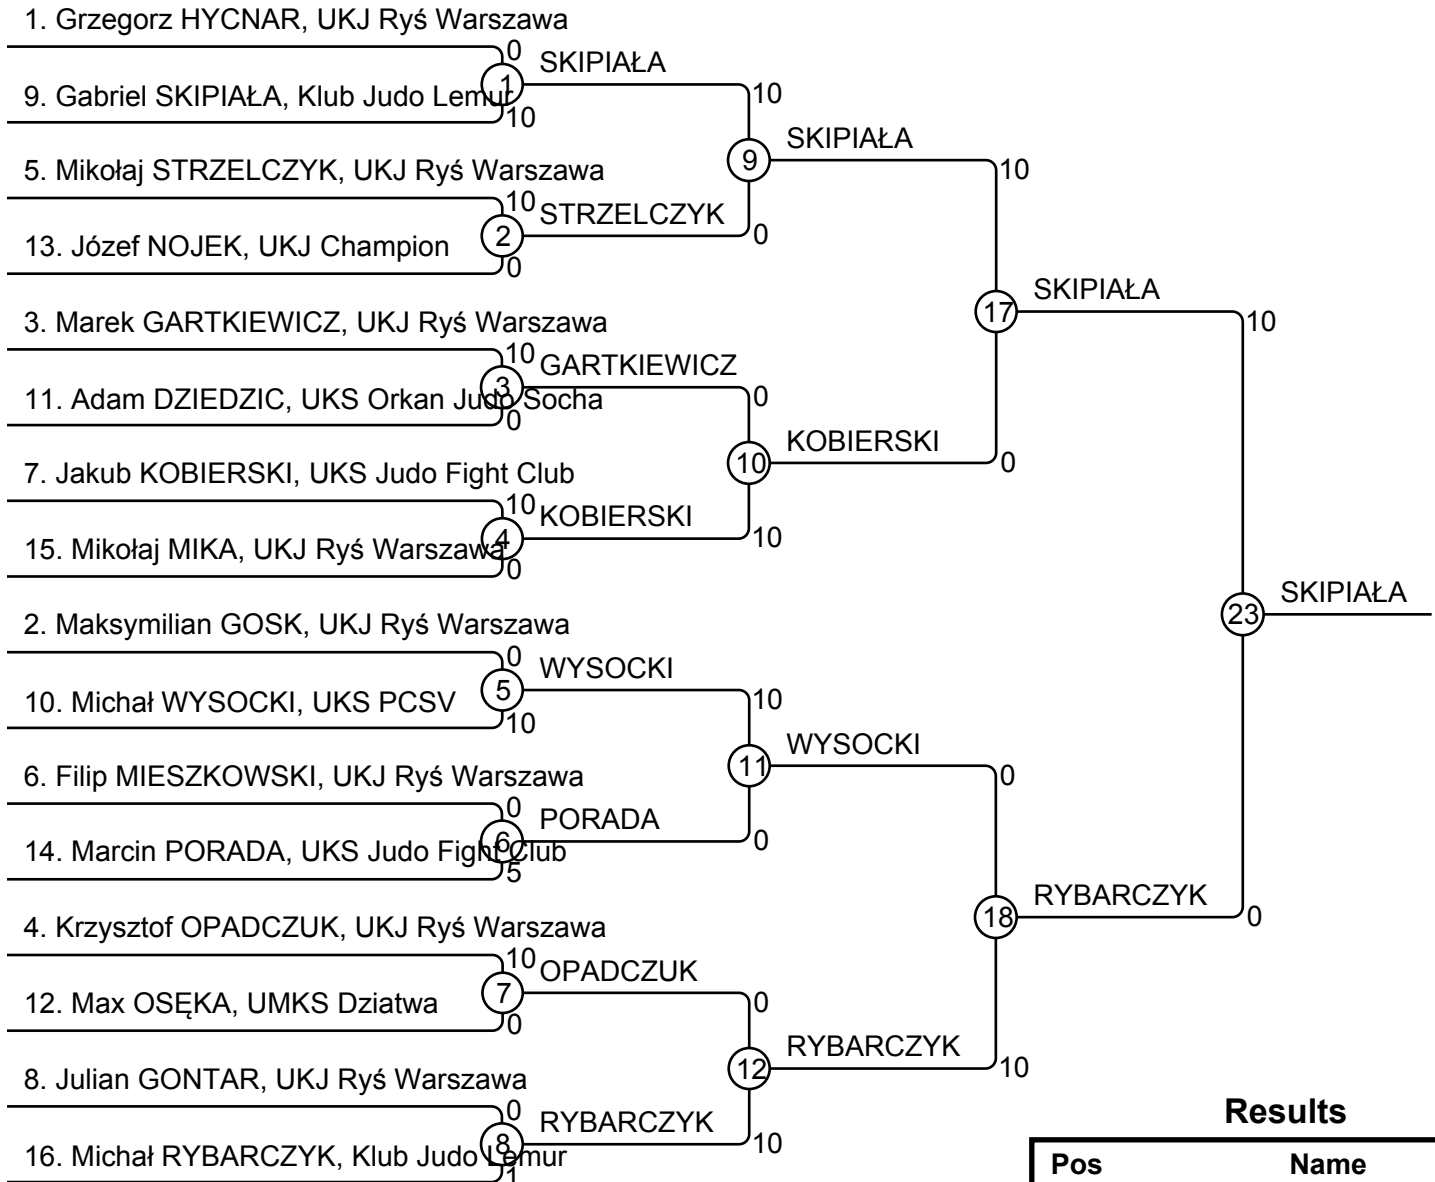 1. Grzegorz HYCNAR, UKJ Ryś Warszawa
0
SKIPIAŁA
1
10
9. Gabriel SKIPIAŁA, Klub Judo Lemur
10
SKIPIAŁA
9
10
5. Mikołaj STRZELCZYK, UKJ Ryś Warszawa
10
STRZELCZYK
2
0
13. Józef NOJEK, UKJ Champion
0
SKIPIAŁA
17
10
3. Marek GARTKIEWICZ, UKJ Ryś Warszawa
10
GARTKIEWICZ
3
0
11. Adam DZIEDZIC, UKS Orkan Judo Socha
0
KOBIERSKI
10
0
7. Jakub KOBIERSKI, UKS Judo Fight Club
10
KOBIERSKI
4
10
15. Mikołaj MIKA, UKJ Ryś Warszawa
0
SKIPIAŁA
23
2. Maksymilian GOSK, UKJ Ryś Warszawa
0
WYSOCKI
5
10
10. Michał WYSOCKI, UKS PCSV
10
WYSOCKI
11
0
6. Filip MIESZKOWSKI, UKJ Ryś Warszawa
0
PORADA
6
0
14. Marcin PORADA, UKS Judo Fight Club
5
RYBARCZYK
18
0
4. Krzysztof OPADCZUK, UKJ Ryś Warszawa
10
OPADCZUK
7
0
12. Max OSĘKA, UMKS Dziatwa
0
RYBARCZYK
12
10
8. Julian GONTAR, UKJ Ryś Warszawa
0
RYBARCZYK
8
10
16. Michał RYBARCZYK, Klub Judo Lemur
1
Results
Pos Name